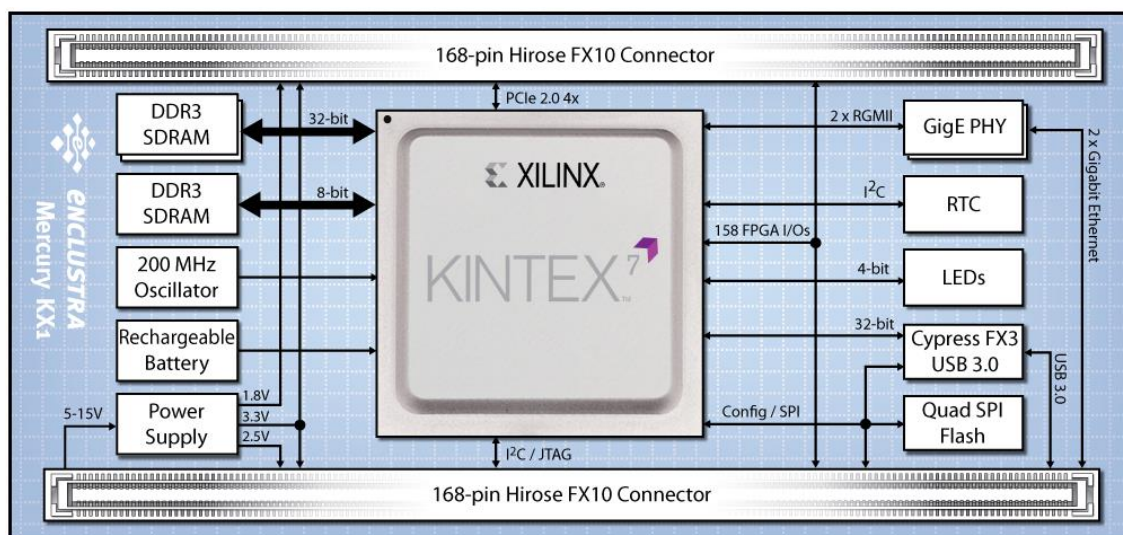 168-pin Hirose FX10 Connector
PCIe 2.0 4x
DDR3
SDRAM
32-bit
2 x RGMII
GigE PHY
2 x Gigabit Ethernet
XILINX®
DDR3
SDRAM
8-bit
I²C
RTC
ENCLUSTRA
Mercury KX1
158 FPGA I/Os
200 MHz
Oscillator
KINTEX 7™
4-bit
LEDs
Rechargeable
Battery
32-bit
Cypress FX3
USB 3.0
USB 3.0
5-15V
Power
Supply
1.8V
3.3V
2.5V
Config / SPI
Quad SPI
Flash
I²C / JTAG
168-pin Hirose FX10 Connector